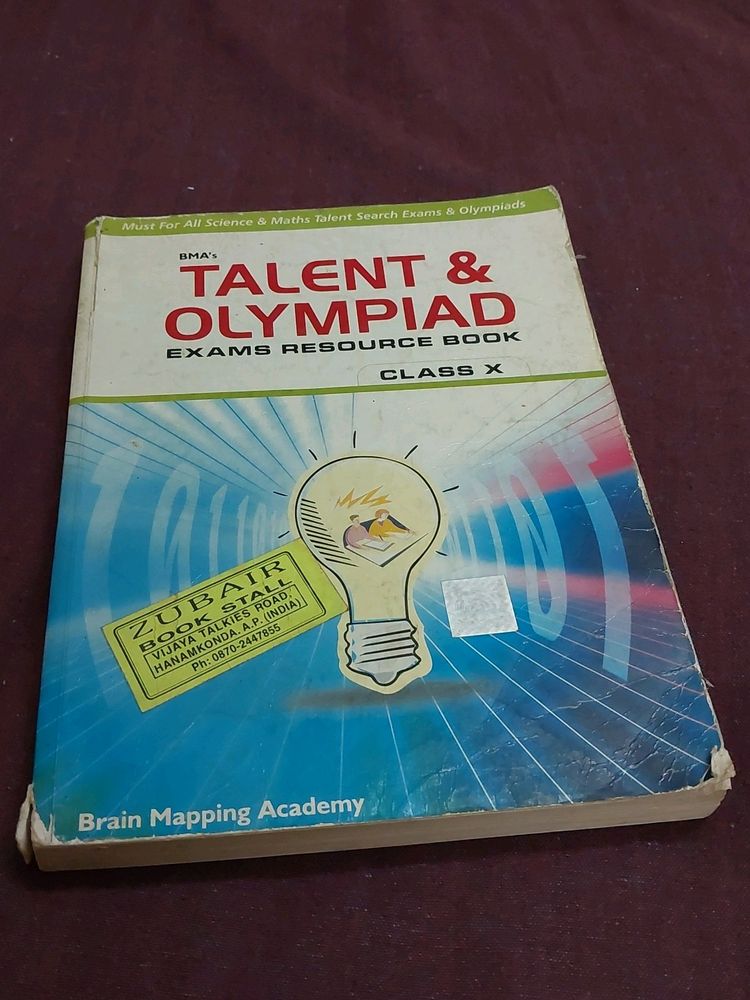 Must For All Science & Maths Talent Search Exams & Olympiads
BMA's
TALENT &
OLYMPIAD
EXAMS RESOURCE BOOK
CLASS X
ZUBAIR
BOOK STALL
VIJAYA TALKIES ROAD,
HANAMKONDA. A.P. (INDIA)
Ph: 0870-2447855
Brain Mapping Academy